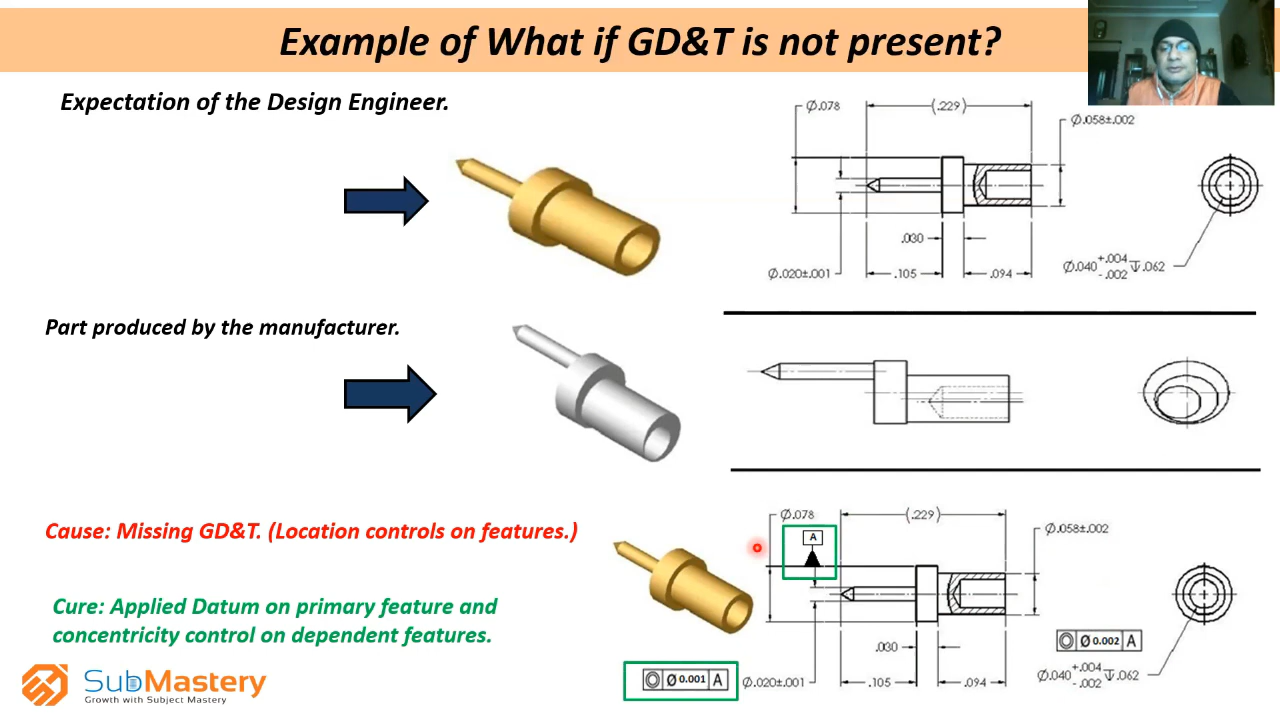 Example of What if GD&T is not present?
Expectation of the Design Engineer.
Ø.078
(.229)
Ø.058±.002
.030
Ø.020±.001
.105
.094
Ø.040 +.004 -.002 ↧.062
Part produced by the manufacturer.
Cause: Missing GD&T. (Location controls on features.)
Cure: Applied Datum on primary feature and
concentricity control on dependent features.
Ø.078
(.229)
A
Ø.058±.002
.030
◎ Ø 0.002 A
◎ Ø 0.001 A
Ø.020±.001
.105
.094
Ø.040 +.004 -.002 ↧.062
SubMastery
Growth with Subject Mastery